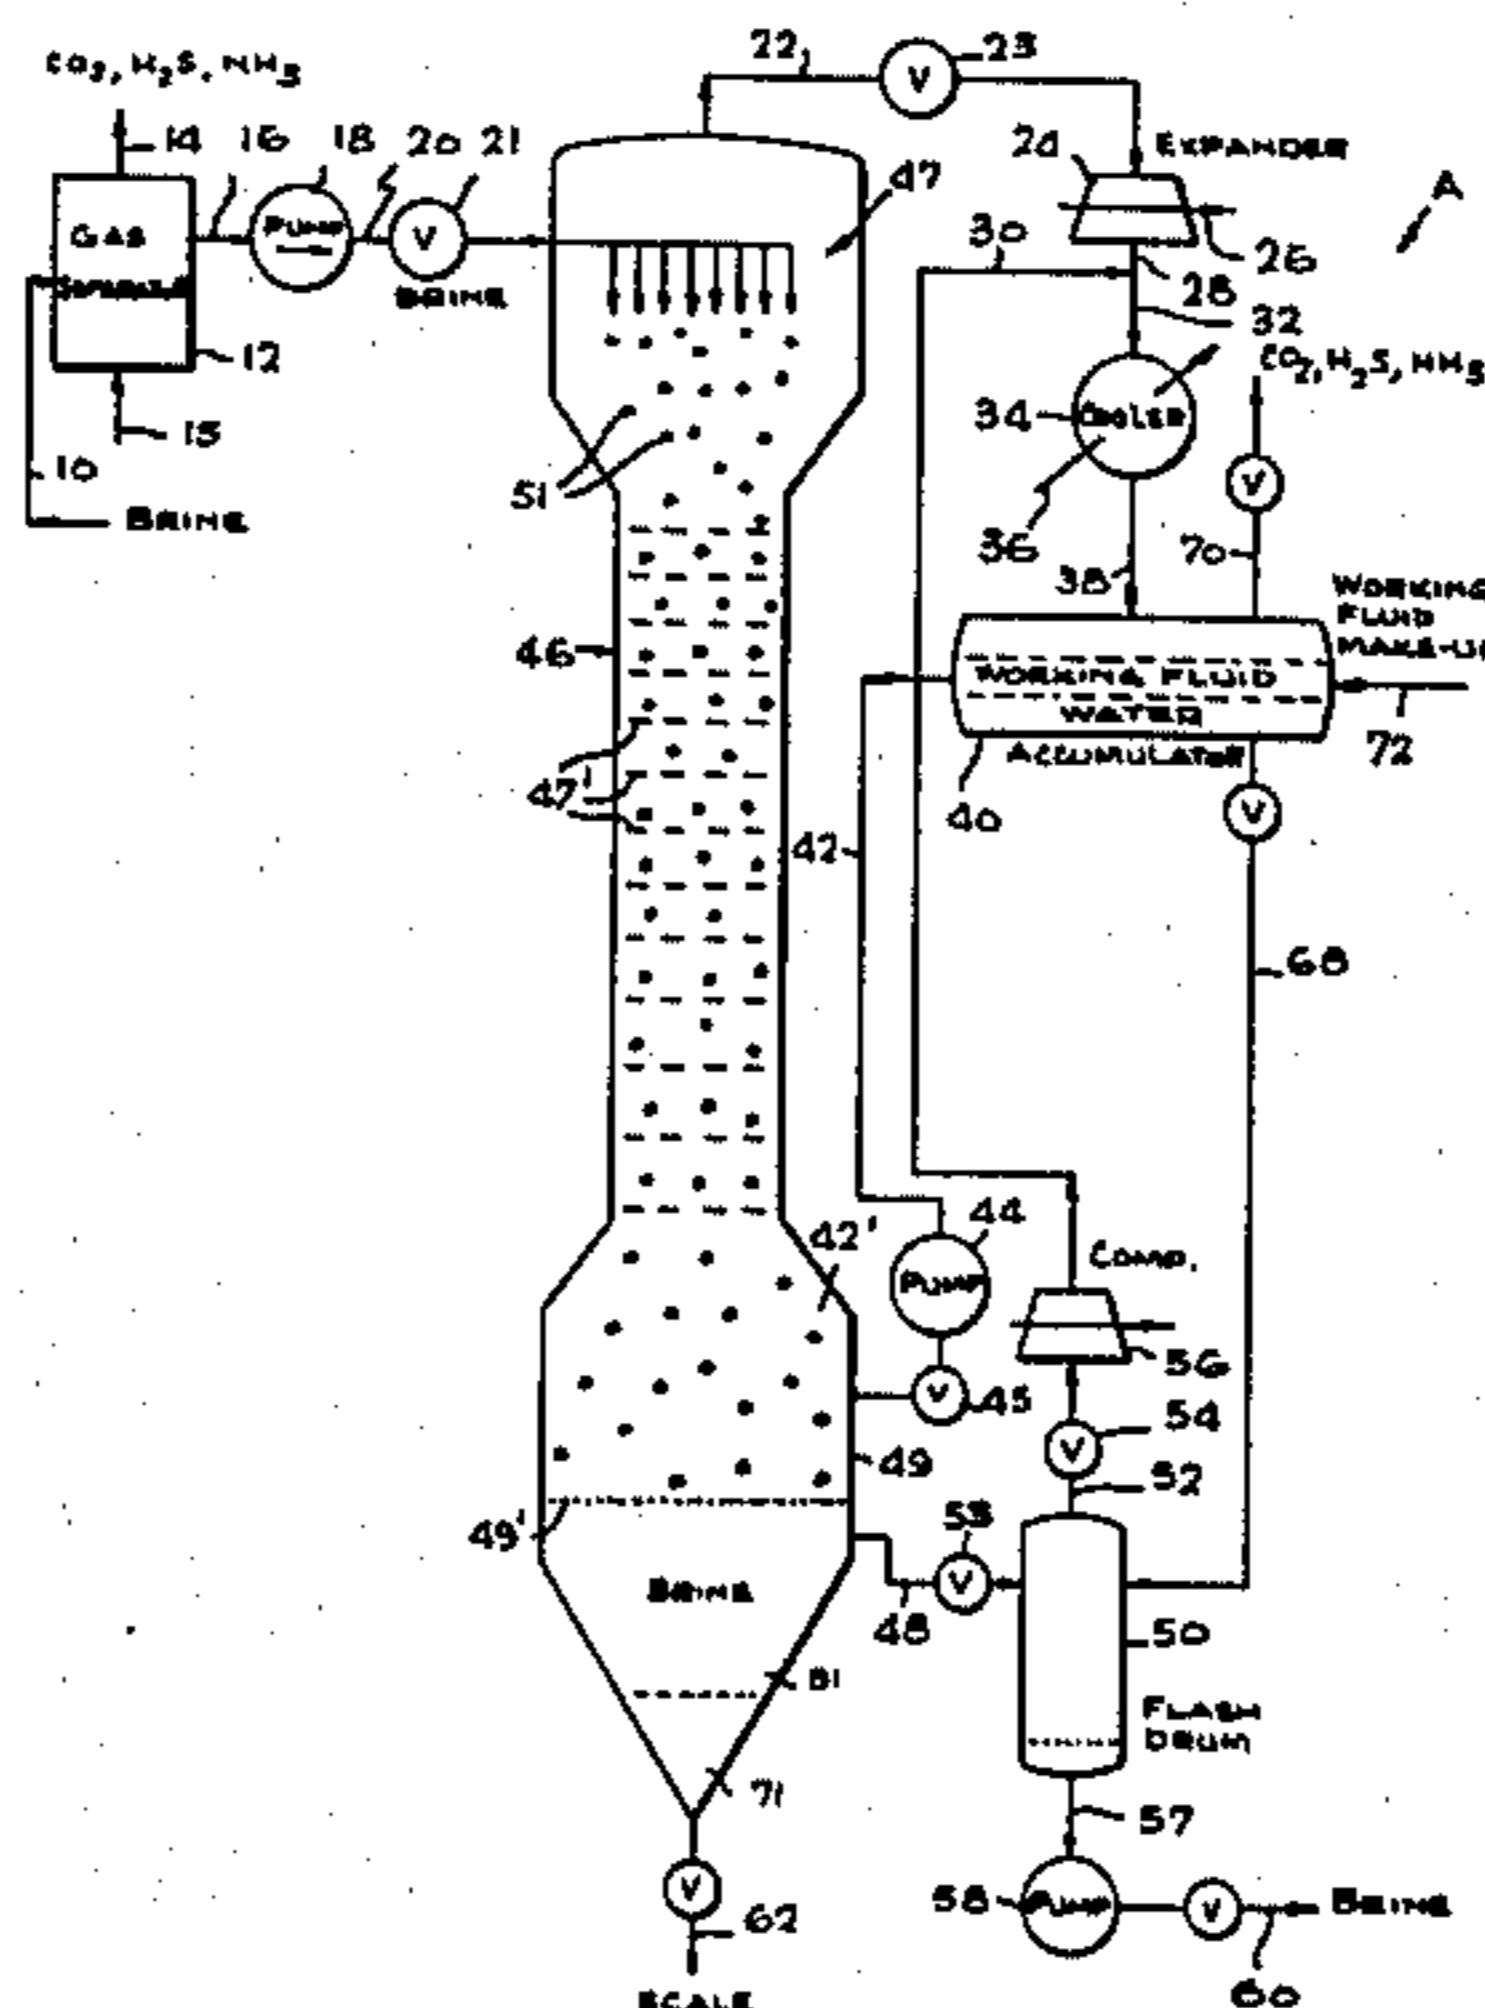 CO2, H2S, NH3
14
16
18
20
21
22
23
24
EXPANDER
A
GAS
SEPARATOR
PUMP
V
V
BRINE
47
30
26
28
32
12
15
10
BRINE
CO2, H2S, NH3
34
COOLER
36
51
V
38
70
WORKING
FLUID
MAKE-UP
46
WORKING FLUID
WATER
72
ACCUMULATOR
40
47'
V
42
68
42'
44
PUMP
COMP.
56
V
45
54
V
49
52
49'
53
V
BRINE
48
50
81
FLASH
DRUM
71
57
V
58
PUMP
V
BRINE
62
60
SCALE